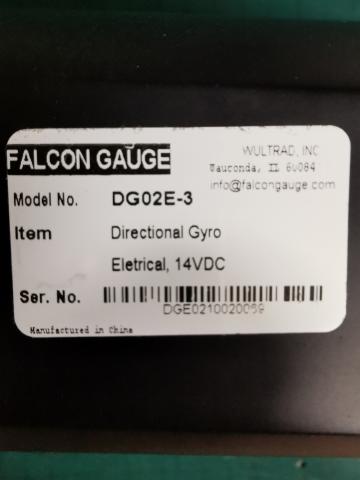 FALCON GAUGE
WULTRAD, INC
Wauconda, IL 60084
info@falcongauge.com
Model No. DG02E-3
Item Directional Gyro
Eletrical, 14VDC
Ser. No.
DGE0210020059
Manufactured in China